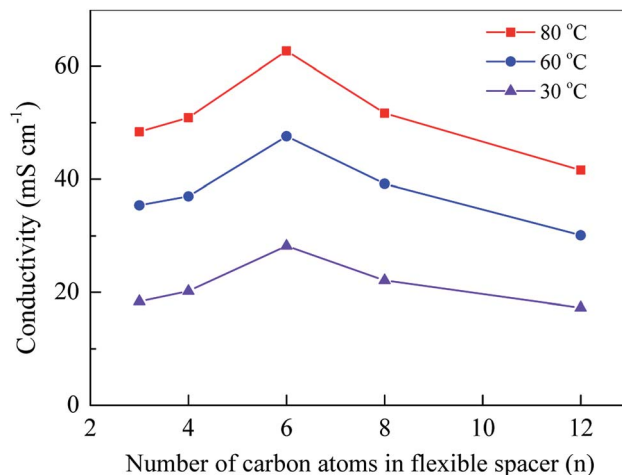 80 °C
60 °C
30 °C
60
40
20
0
2 4 6 8 10 12
Conductivity (mS cm⁻¹)
Number of carbon atoms in flexible spacer (n)